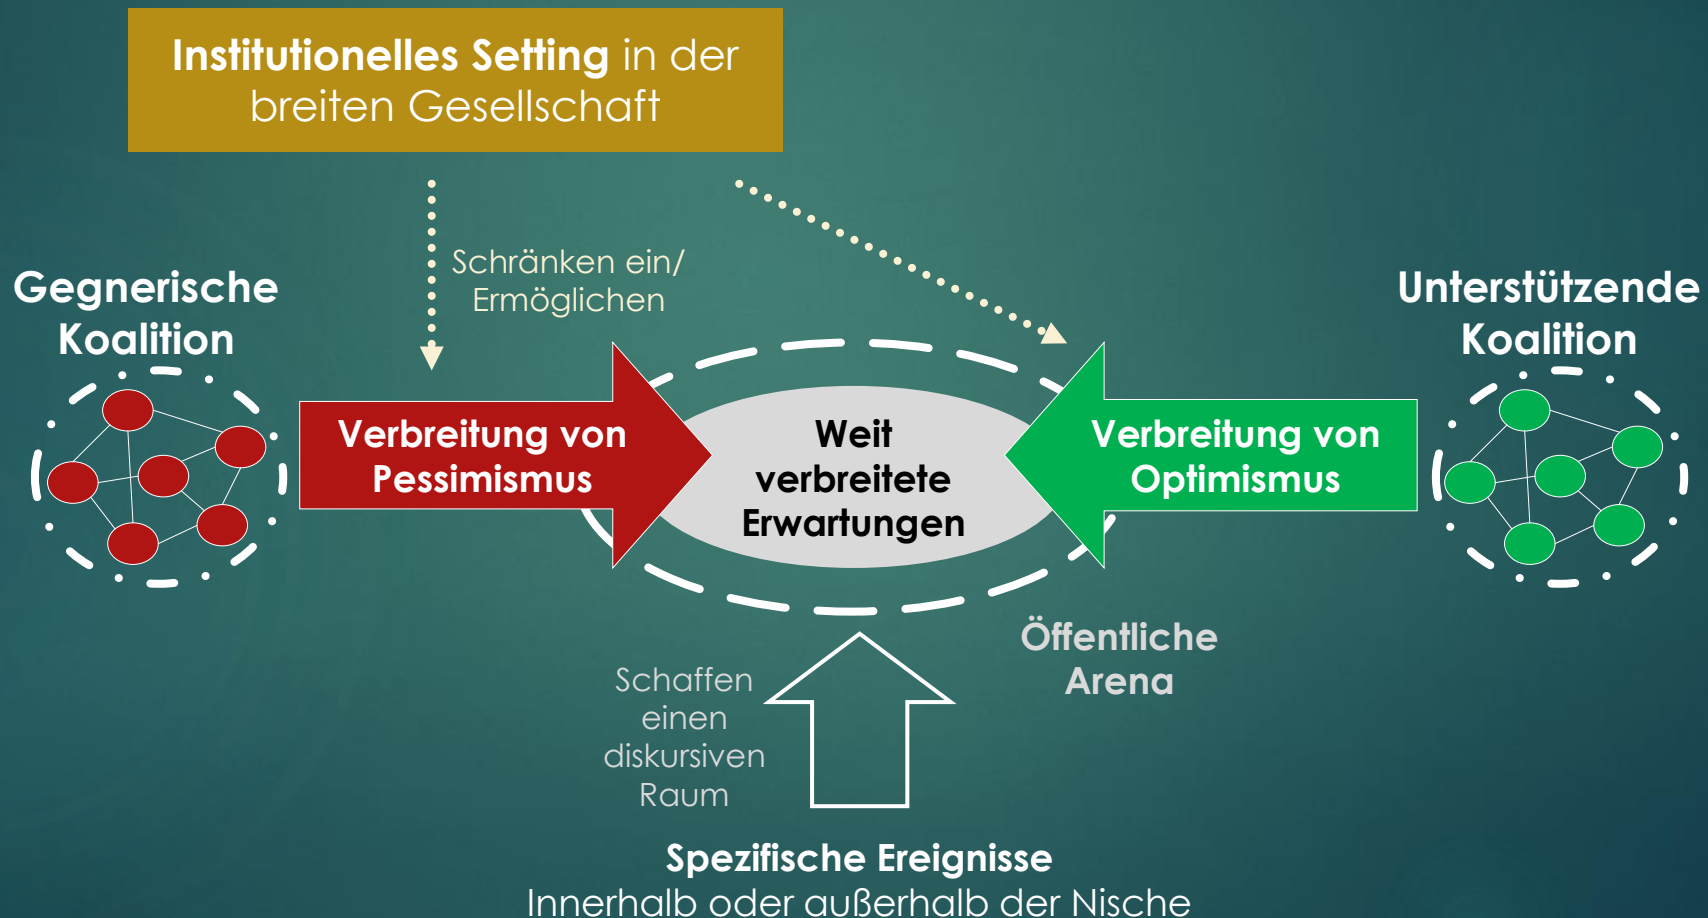 Institutionelles Setting in der
breiten Gesellschaft
Schränken ein/
Ermöglichen
Gegnerische
Koalition
Unterstützende
Koalition
Verbreitung von
Pessimismus
Weit
verbreitete
Erwartungen
Verbreitung von
Optimismus
Öffentliche
Arena
Schaffen
einen
diskursiven
Raum
Spezifische Ereignisse
Innerhalb oder außerhalb der Nische